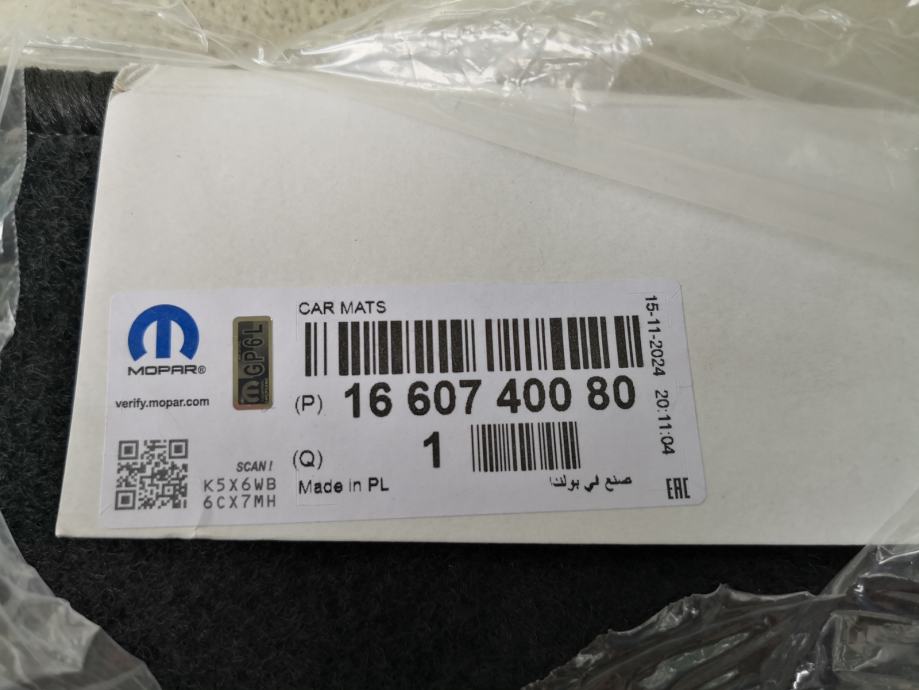 CAR MATS
MOPAR®
verify.mopar.com
GP6L
(P) 16 607 400 80
15-11-2024 20:11:04
SCAN!
K5X6WB
6CX7MH
(Q) 1
Made in PL
صنع في بولندا
EAC